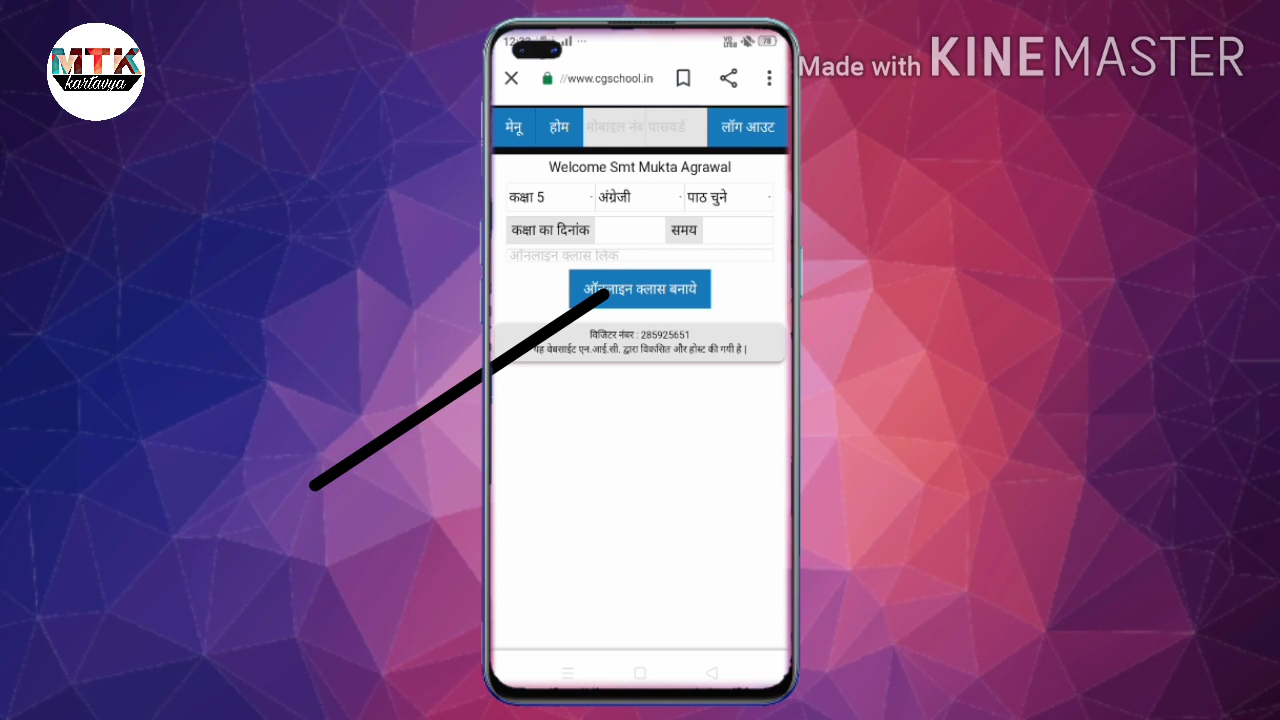 MTK
kartavya
Made with KINEMASTER
//www.cgschool.in
मेनू होम मोबाइल नंब पासवर्ड लॉग आउट
Welcome Smt Mukta Agrawal
कक्षा 5 अंग्रेजी पाठ चुने
कक्षा का दिनांक समय
ऑनलाइन क्लास लिंक
ऑनलाइन क्लास बनाये
विजिटर नंबर : 285925651
यह वेबसाईट एन.आई.सी. द्वारा विकसित और होस्ट की गयी है |